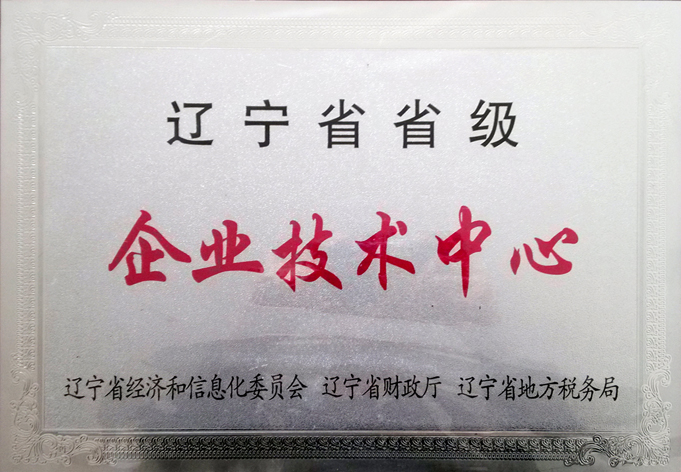 辽宁省省级
企业技术中心
辽宁省经济和信息化委员会 辽宁省财政厅 辽宁省地方税务局